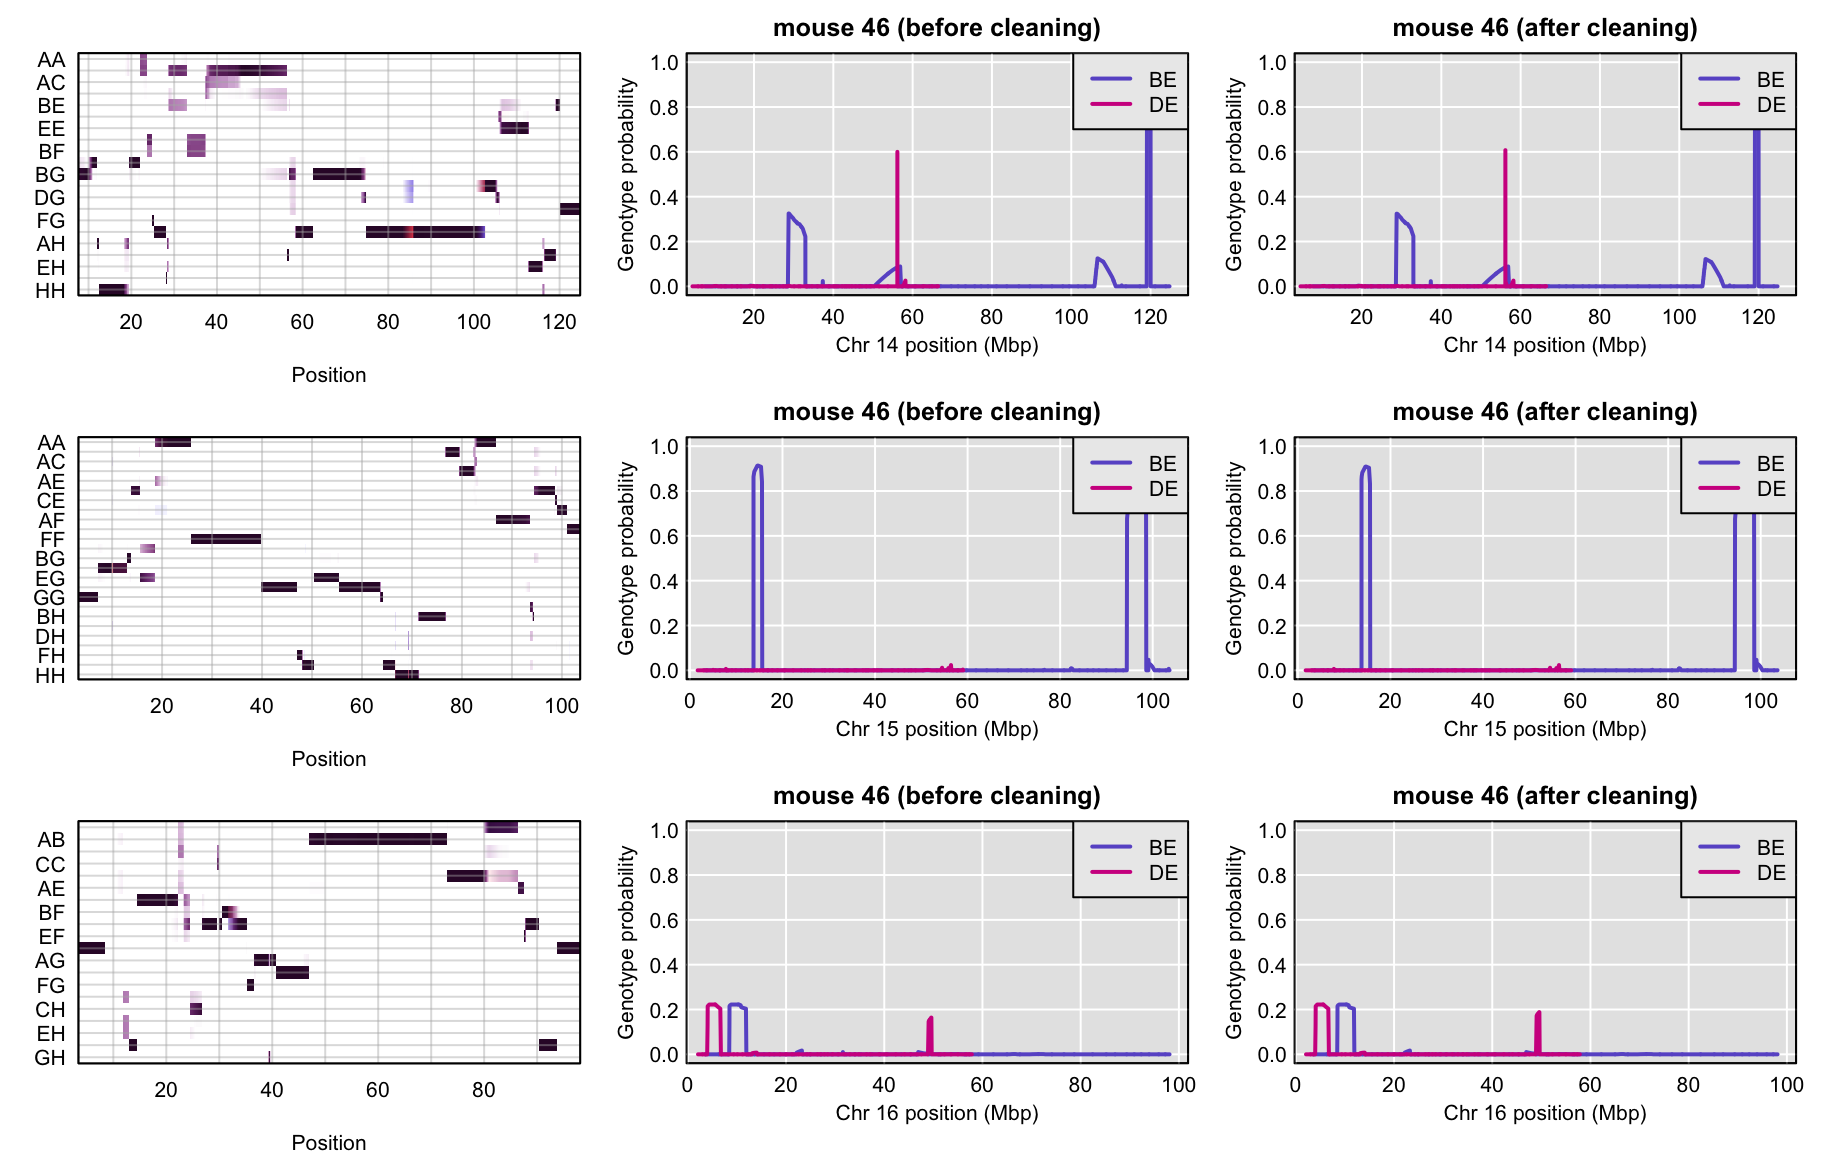 AA
AC
BE
EE
BF
BG
DG
FG
AH
EH
HH
20 40 60 80 100 120
Position
mouse 46 (before cleaning)
Genotype probability
1.0
0.8
0.6
0.4
0.2
0.0
BE
DE
20 40 60 80 100 120
Chr 14 position (Mbp)
mouse 46 (after cleaning)
Genotype probability
1.0
0.8
0.6
0.4
0.2
0.0
BE
DE
20 40 60 80 100 120
Chr 14 position (Mbp)
AA
AC
AE
CE
AF
FF
BG
EG
GG
BH
DH
FH
HH
20 40 60 80 100
Position
mouse 46 (before cleaning)
Genotype probability
1.0
0.8
0.6
0.4
0.2
0.0
BE
DE
0 20 40 60 80 100
Chr 15 position (Mbp)
mouse 46 (after cleaning)
Genotype probability
1.0
0.8
0.6
0.4
0.2
0.0
BE
DE
0 20 40 60 80 100
Chr 15 position (Mbp)
AB
CC
AE
BF
EF
AG
FG
CH
EH
GH
20 40 60 80
Position
mouse 46 (before cleaning)
Genotype probability
1.0
0.8
0.6
0.4
0.2
0.0
BE
DE
0 20 40 60 80 100
Chr 16 position (Mbp)
mouse 46 (after cleaning)
Genotype probability
1.0
0.8
0.6
0.4
0.2
0.0
BE
DE
0 20 40 60 80 100
Chr 16 position (Mbp)